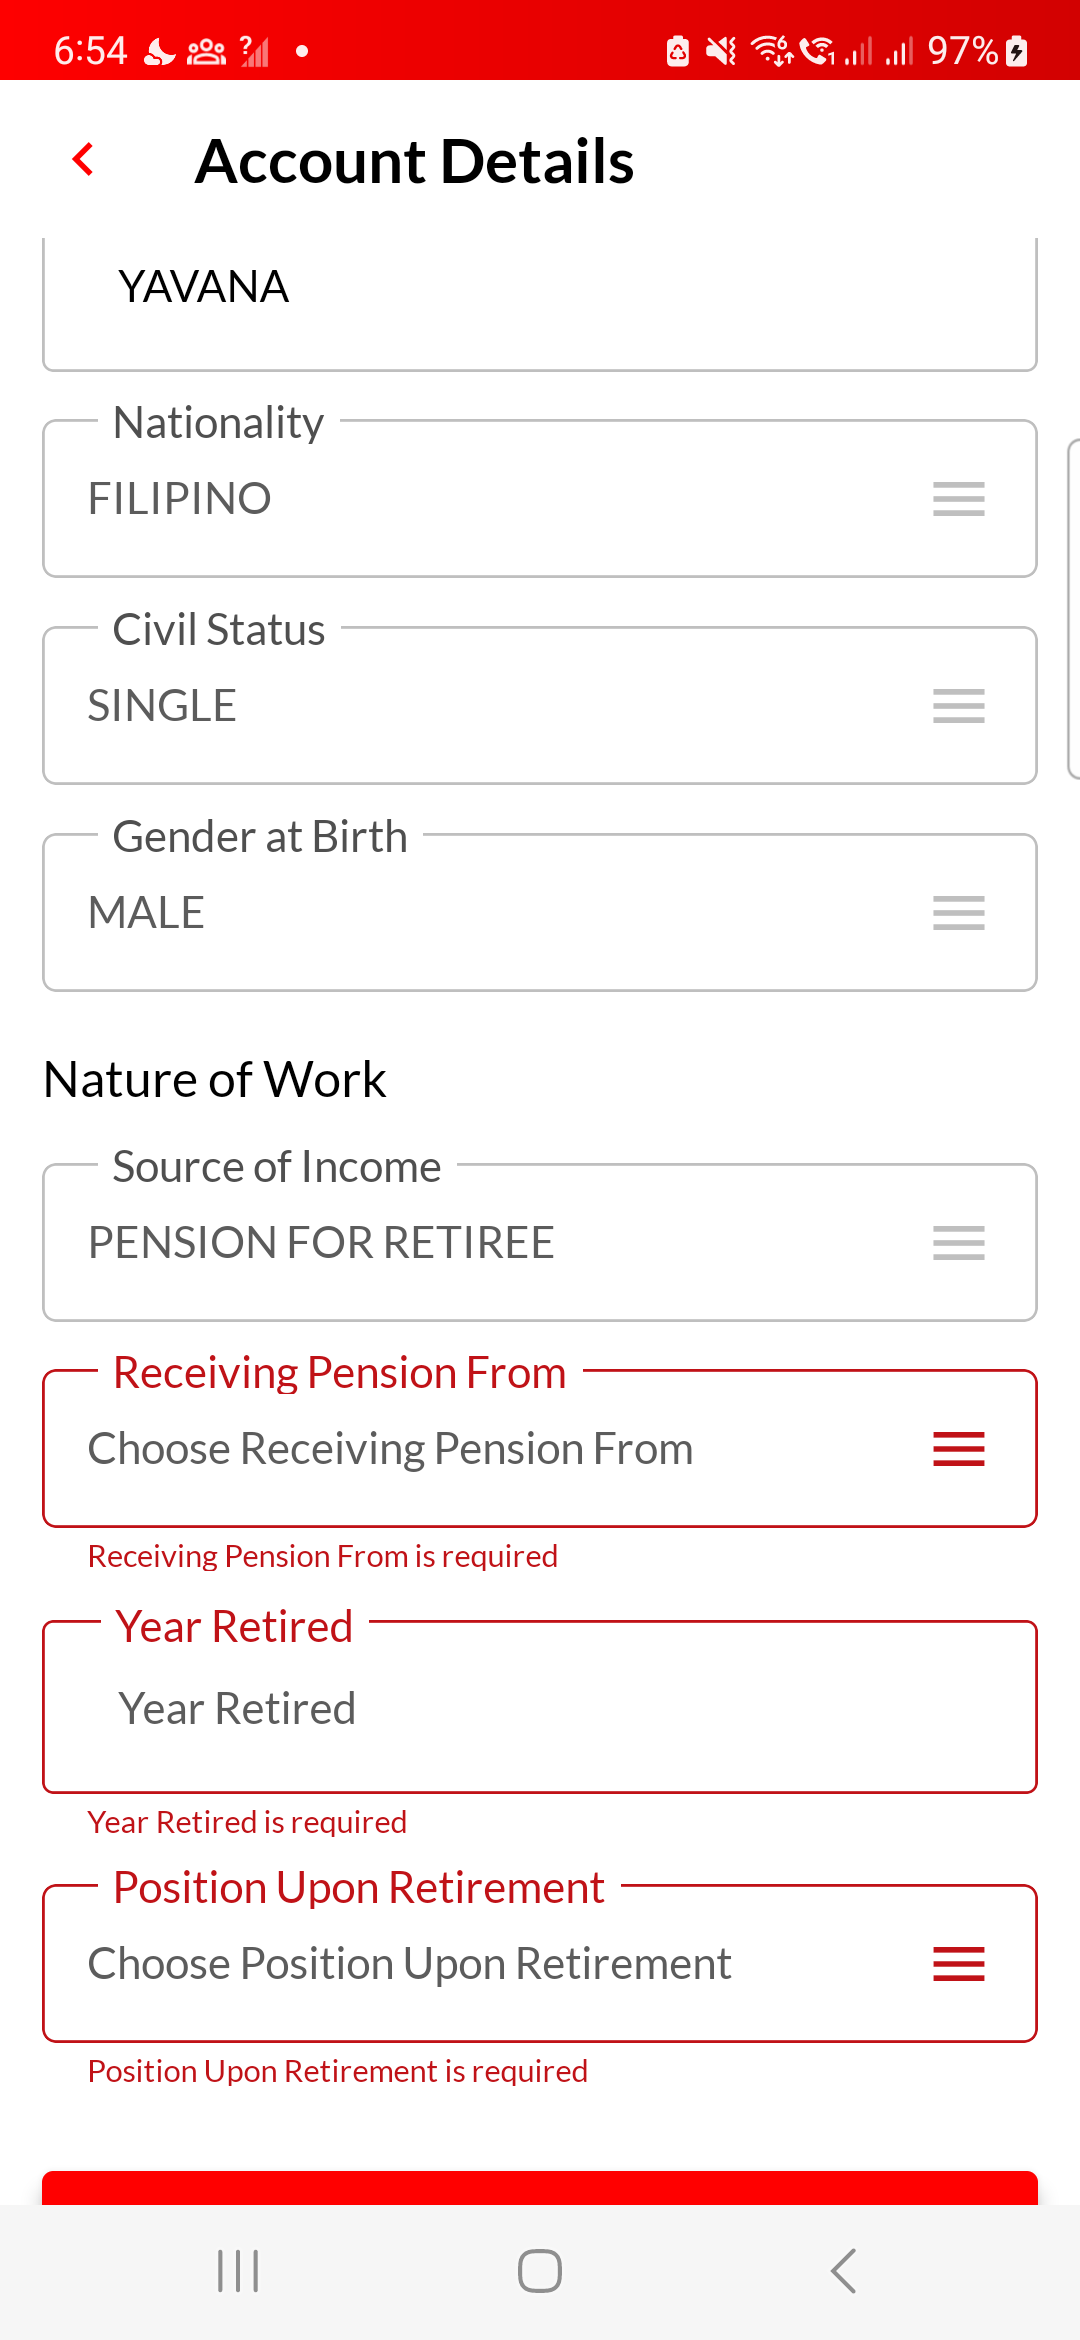 6:54
97%
Account Details
YAVANA
Nationality
FILIPINO
Civil Status
SINGLE
Gender at Birth
MALE
Nature of Work
Source of Income
PENSION FOR RETIREE
Receiving Pension From
Choose Receiving Pension From
Receiving Pension From is required
Year Retired
Year Retired
Year Retired is required
Position Upon Retirement
Choose Position Upon Retirement
Position Upon Retirement is required